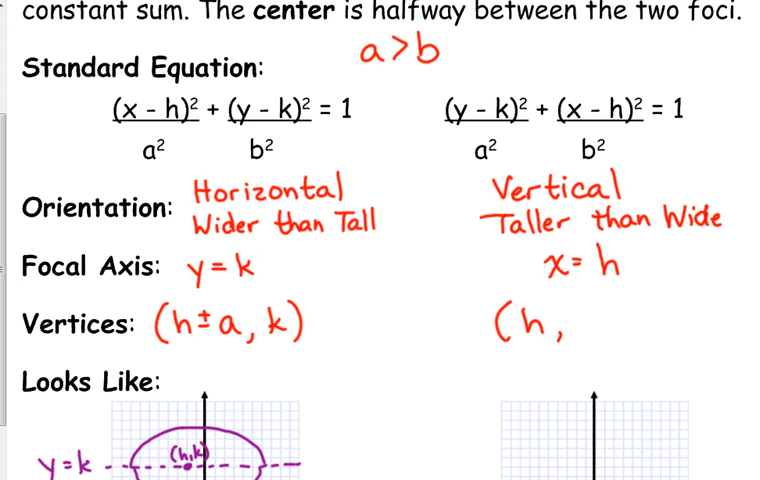 constant sum. The center is halfway between the two foci.
a > b
Standard Equation:
(x - h)² + (y - k)² = 1 (y - k)² + (x - h)² = 1
a² b² a² b²
Horizontal Vertical
Orientation: Wider than Tall Taller than Wide
Focal Axis: y = k x = h
Vertices: (h ± a, k) (h,
Looks Like:
(h,k)
y = k